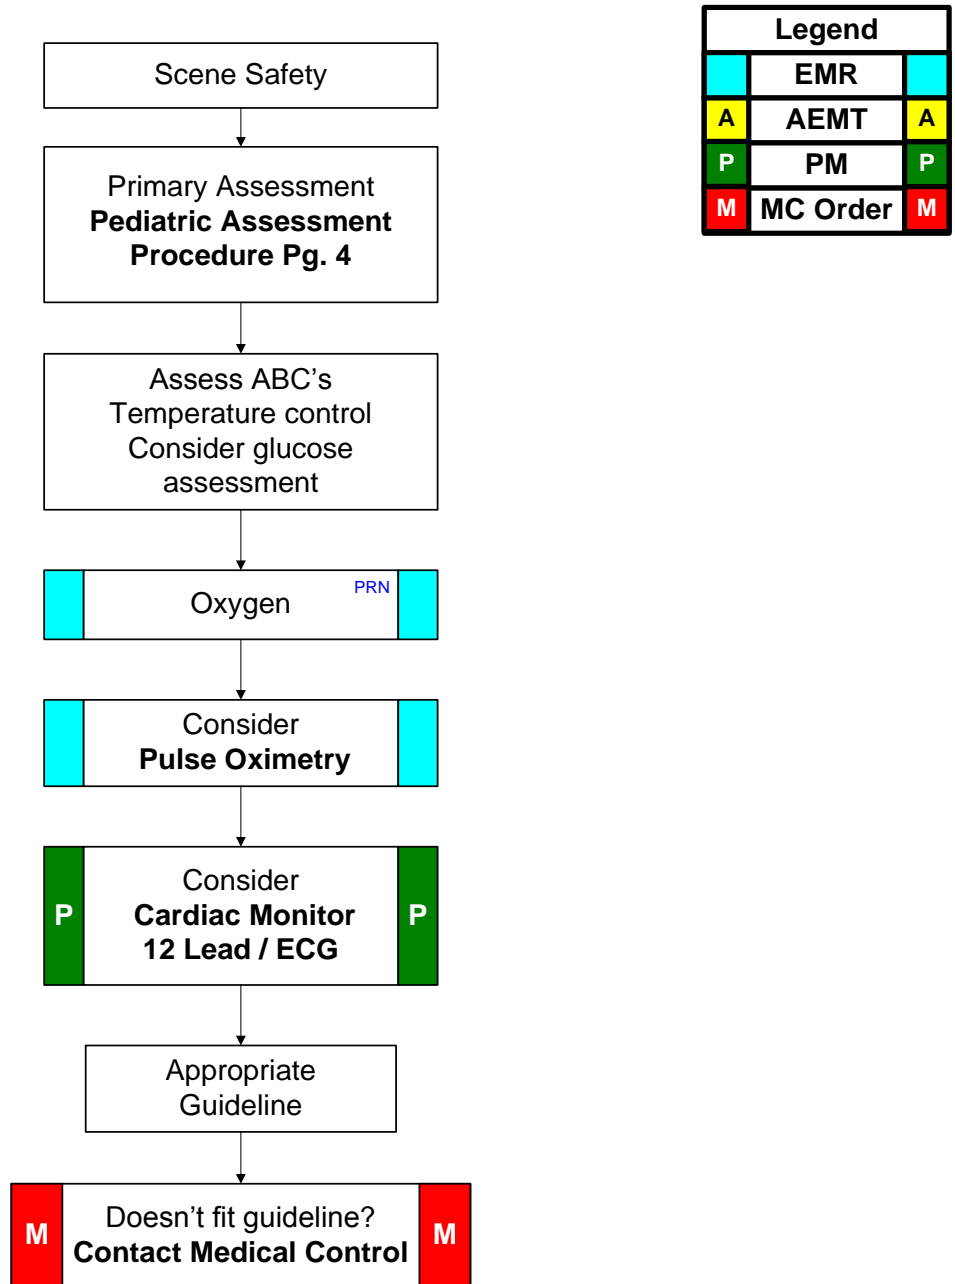 Scene Safety
Primary Assessment
Pediatric Assessment
Procedure Pg. 4
Assess ABC's
Temperature control
Consider glucose
assessment
Oxygen PRN
Consider
Pulse Oximetry
P Consider P
Cardiac Monitor
12 Lead / ECG
Appropriate
Guideline
M Doesn't fit guideline? M
Contact Medical Control
Legend
EMR
A AEMT A
P PM P
M MC Order M